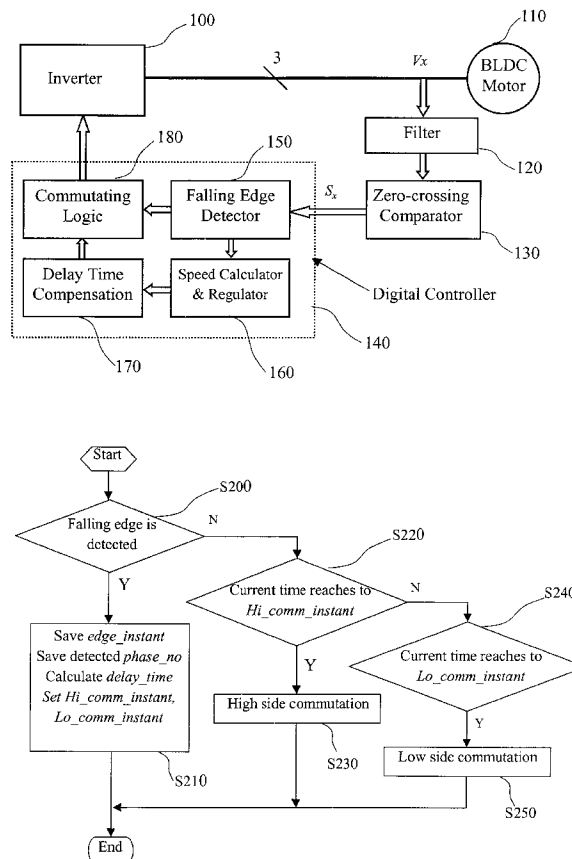 100
Inverter
3
Vx
110
BLDC
Motor
Filter
120
180
150
Commutating
Logic
Falling Edge
Detector
Sx
Zero-crossing
Comparator
130
Delay Time
Compensation
Speed Calculator
& Regulator
Digital Controller
140
170
160
Start
S200
Falling edge is
detected
N
Y
S220
Current time reaches to
Hi_comm_instant
N
Y
S240
Current time reaches to
Lo_comm_instant
Y
Save edge_instant
Save detected phase_no
Calculate delay_time
Set Hi_comm_instant,
Lo_comm_instant
S210
High side commutation
S230
Low side commutation
S250
End